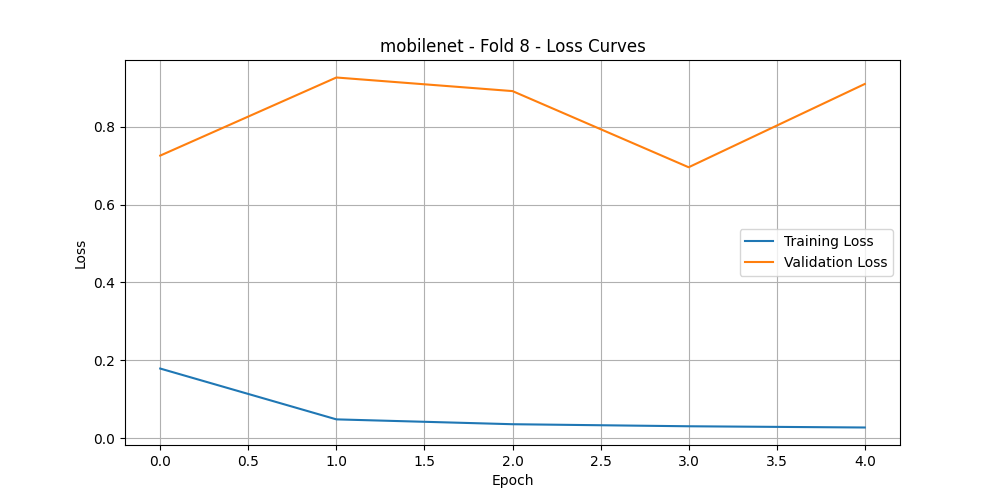 mobilenet - Fold 8 - Loss Curves
Loss
0.8
0.6
0.4
0.2
0.0
Training Loss
Validation Loss
0.0 0.5 1.0 1.5 2.0 2.5 3.0 3.5 4.0
Epoch